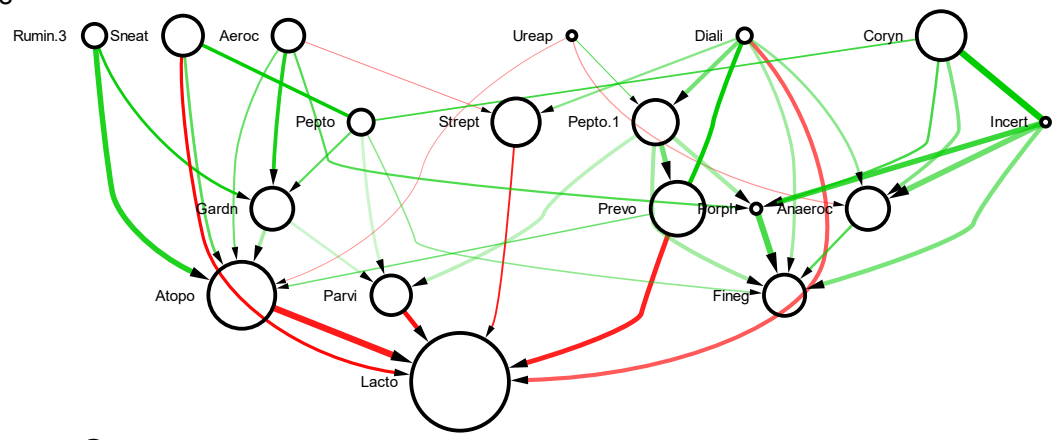 Rumin.3 Sneat Aeroc Ureap Diali Coryn
Pepto Strept Pepto.1 Incert
Gardn Prevo Porph Anaeroc
Atopo Parvi Fineg
Lacto